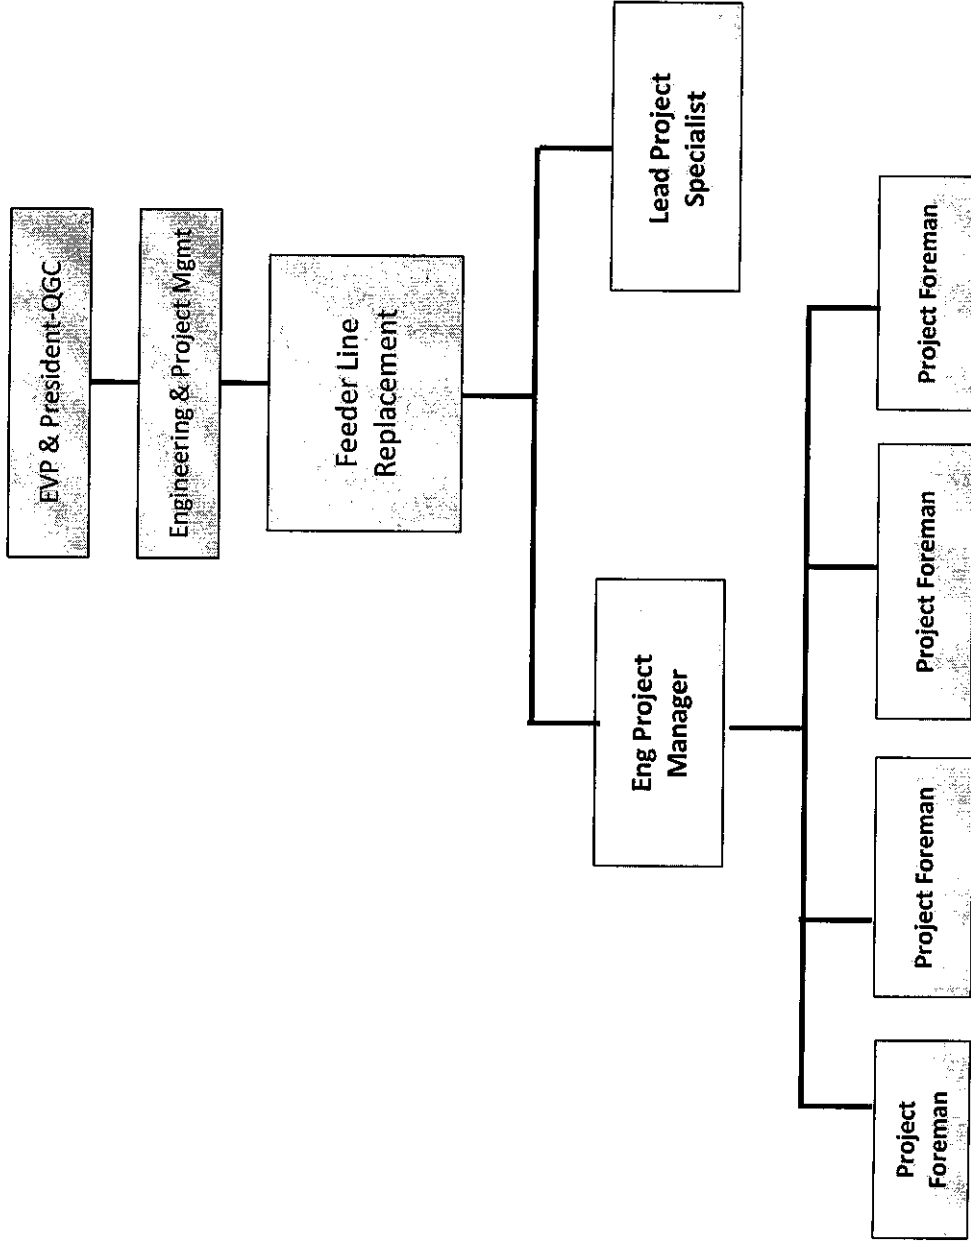 EVP & President-QGC
Engineering & Project Mgmt
Feeder Line
Replacement
Eng Project
Manager
Lead Project
Specialist
Project
Foreman
Project Foreman
Project Foreman
Project Foreman